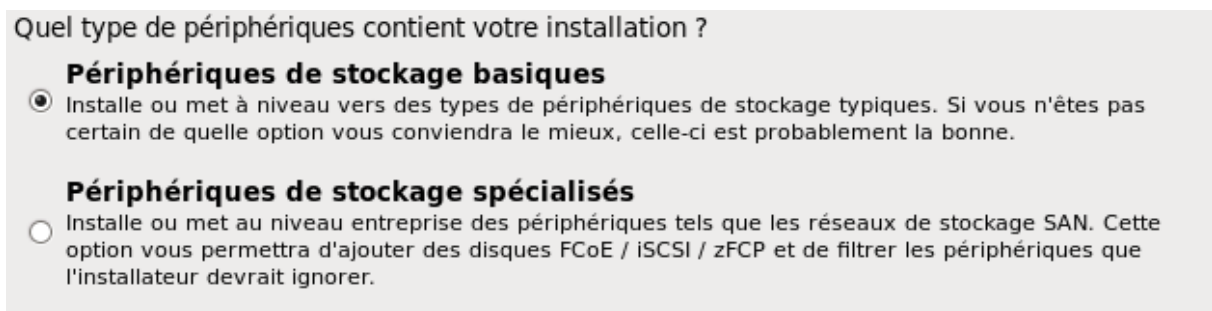 Quel type de périphériques contient votre installation ?
Périphériques de stockage basiques
Installe ou met à niveau vers des types de périphériques de stockage typiques. Si vous n'êtes pas
certain de quelle option vous conviendra le mieux, celle-ci est probablement la bonne.
Périphériques de stockage spécialisés
Installe ou met au niveau entreprise des périphériques tels que les réseaux de stockage SAN. Cette
option vous permettra d'ajouter des disques FCoE / iSCSI / zFCP et de filtrer les périphériques que
l'installateur devrait ignorer.